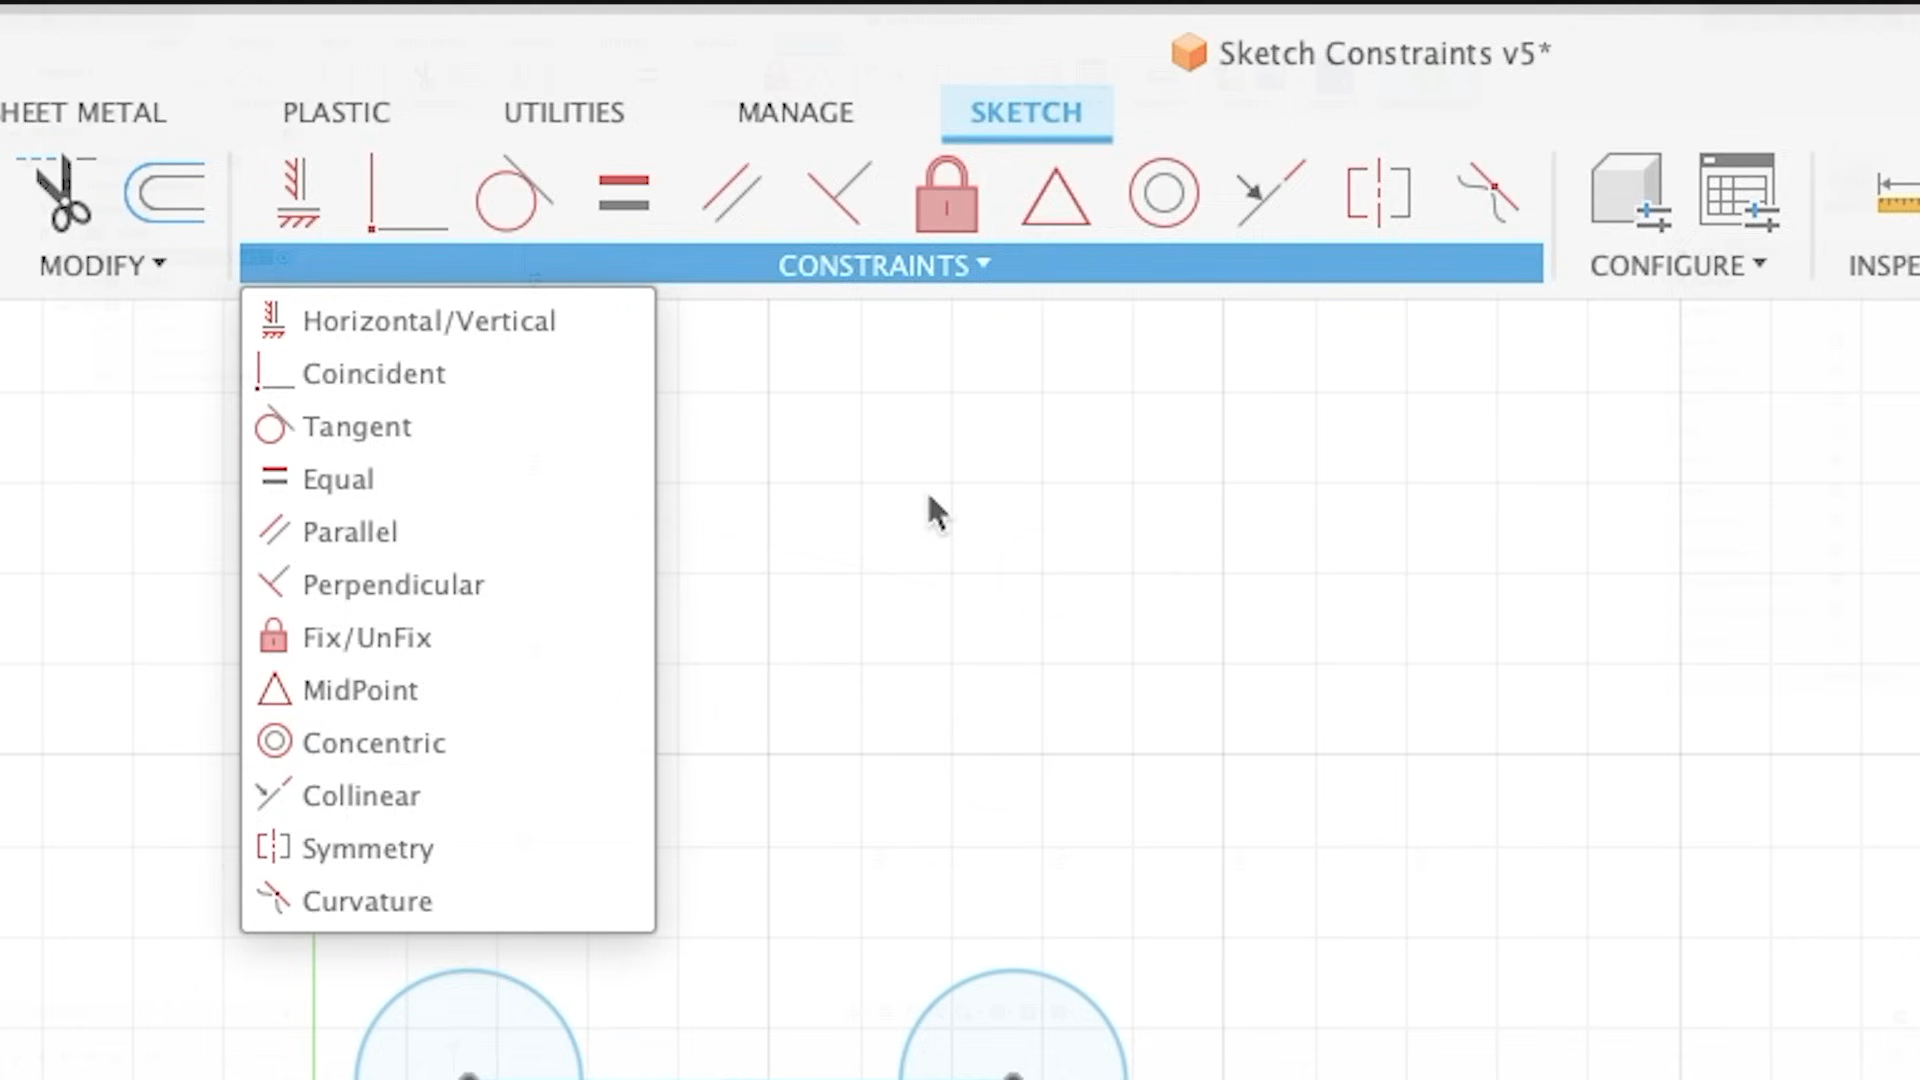 Sketch Constraints v5*
HEET METAL PLASTIC UTILITIES MANAGE SKETCH
MODIFY CONSTRAINTS CONFIGURE INSPE
Horizontal/Vertical
Coincident
Tangent
Equal
Parallel
Perpendicular
Fix/UnFix
MidPoint
Concentric
Collinear
Symmetry
Curvature